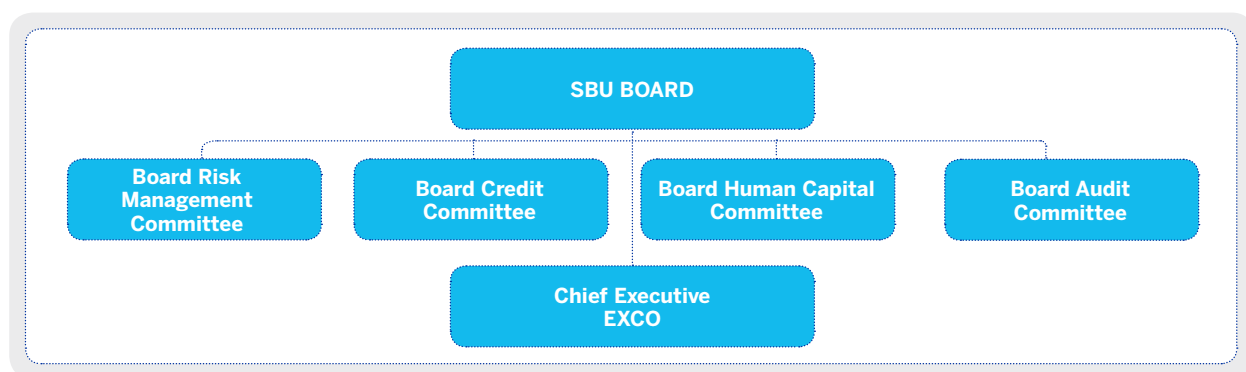 SBU BOARD
Board Risk
Management
Committee
Board Credit
Committee
Board Human Capital
Committee
Board Audit
Committee
Chief Executive
EXCO